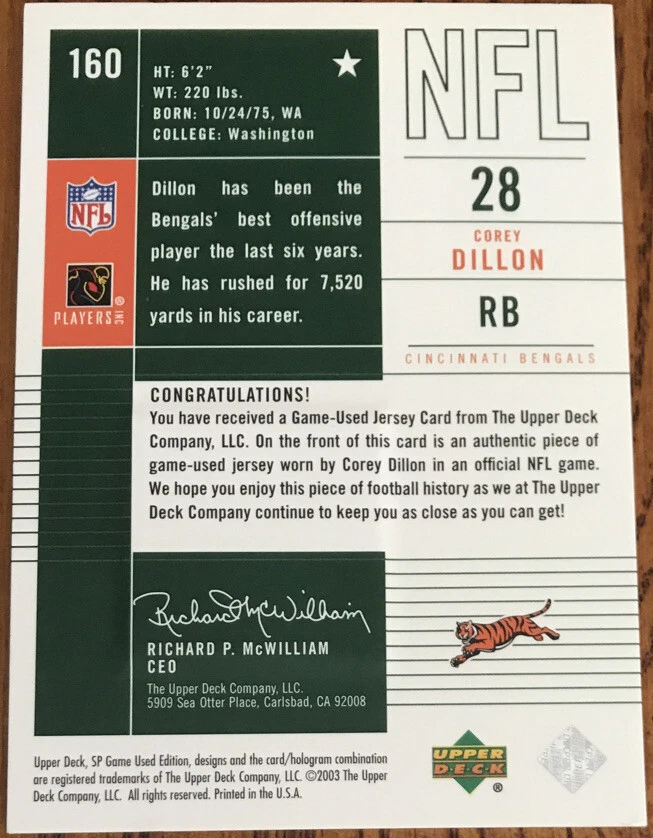 160
HT: 6'2"
WT: 220 lbs.
BORN: 10/24/75, WA
COLLEGE: Washington
NFL
28
COREY
DILLON
RB
CINCINNATI BENGALS
NFL
PLAYERS INC ®
Dillon has been the
Bengals' best offensive
player the last six years.
He has rushed for 7,520
yards in his career.
CONGRATULATIONS!
You have received a Game-Used Jersey Card from The Upper Deck
Company, LLC. On the front of this card is an authentic piece of
game-used jersey worn by Corey Dillon in an official NFL game.
We hope you enjoy this piece of football history as we at The Upper
Deck Company continue to keep you as close as you can get!
Richard McWilliam
RICHARD P. McWILLIAM
CEO
The Upper Deck Company, LLC.
5909 Sea Otter Place, Carlsbad, CA 92008
Upper Deck, SP Game Used Edition, designs and the card/hologram combination
are registered trademarks of The Upper Deck Company, LLC. ©2003 The Upper
Deck Company, LLC. All rights reserved. Printed in the U.S.A.
UPPER
D·E·C·K
®